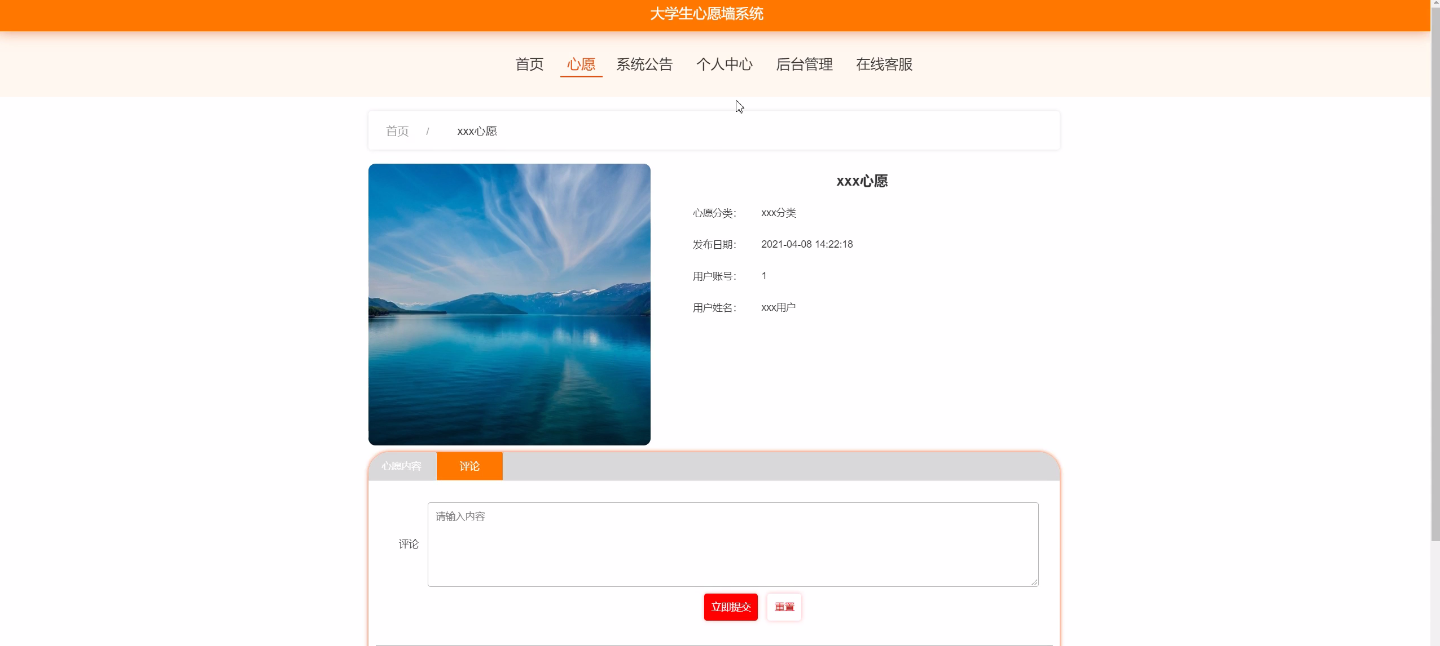 大学生心愿墙系统
首页 心愿 系统公告 个人中心 后台管理 在线客服
首页 / xxx心愿
xxx心愿
心愿分类： xxx分类
发布日期： 2021-04-08 14:22:18
用户账号： 1
用户姓名： xxx用户
心愿内容 评论
请输入内容
评论
立即提交 重置